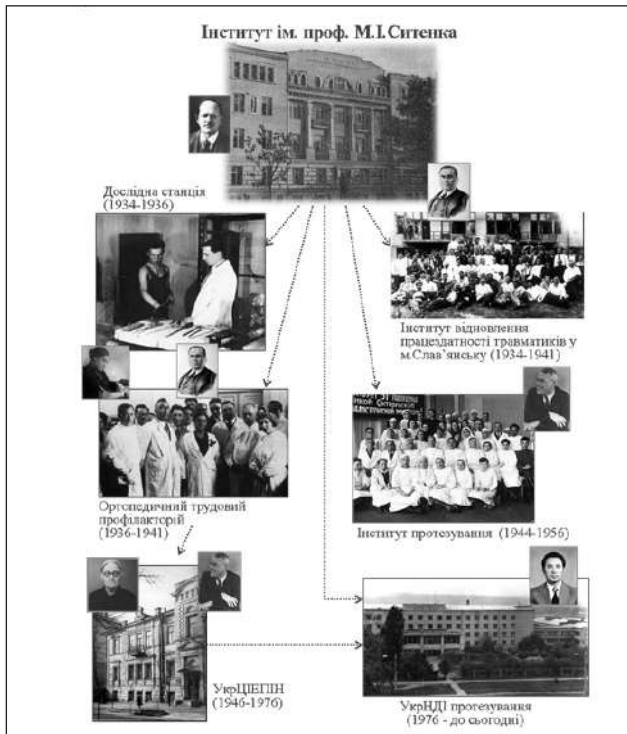 Інститут ім. проф. М.І.Ситенка
Дослідна станція
(1934-1936)
Інститут відновлення
працездатності травматиків у
м.Слав’янську (1934-1941)
Ортопедичний трудовий
профілакторій
(1936-1941)
Інститут протезування (1944-1956)
УкрЦІЕПІН
(1946-1976)
УкрНДІ протезування
(1976 - до сьогодні)